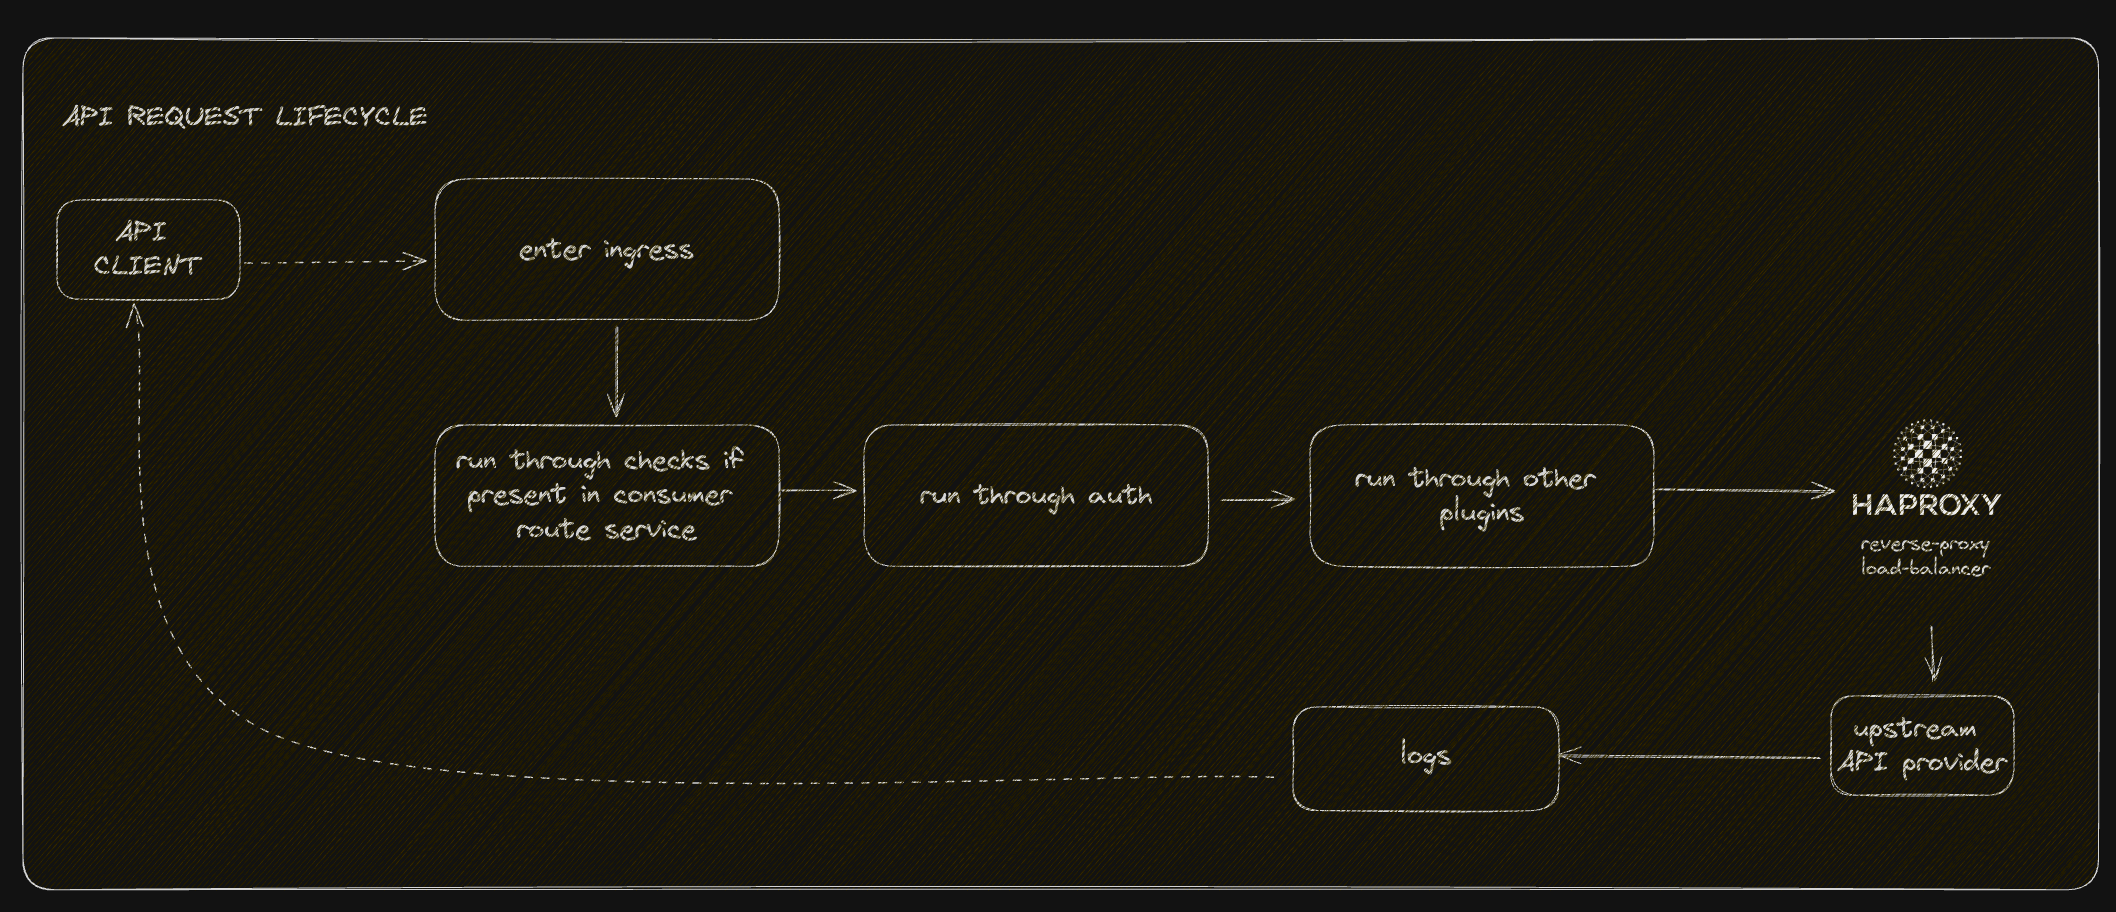 API REQUEST LIFECYCLE
API
CLIENT
enter ingress
run through checks if
present in consumer
route service
run through auth
run through other
plugins
HAPROXY
reverse-proxy
load-balancer
upstream
API provider
logs